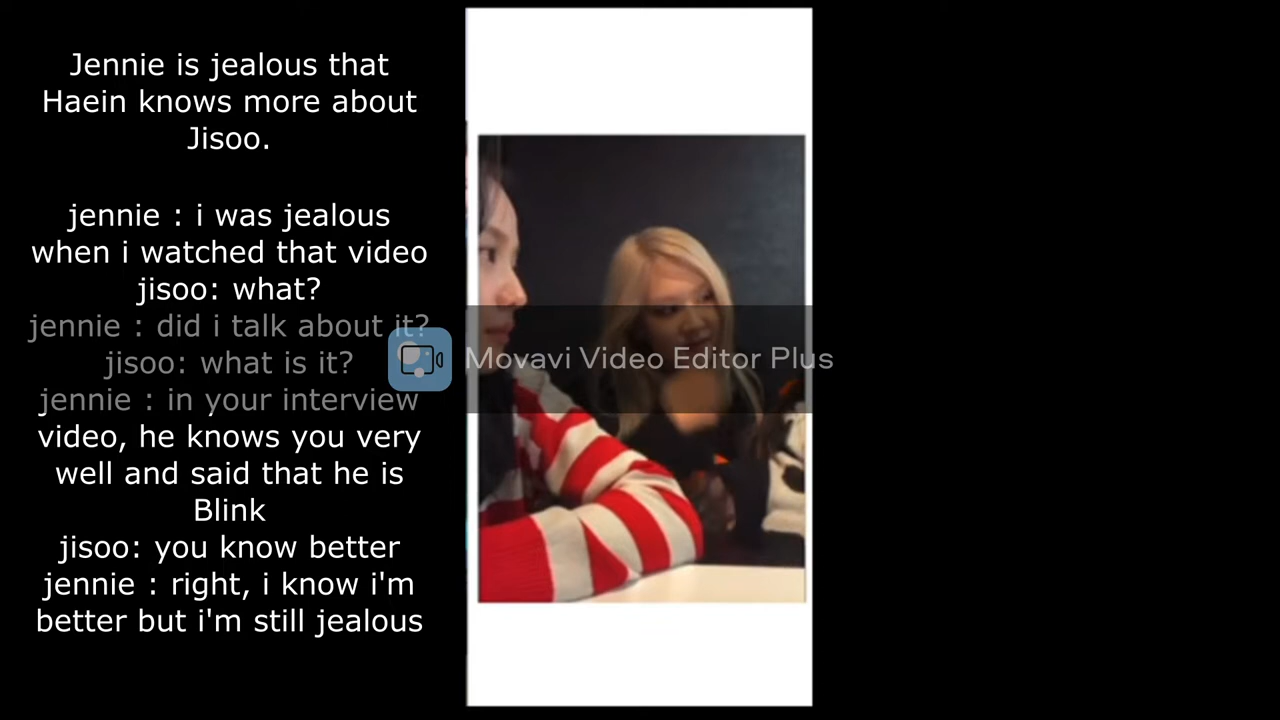 Jennie is jealous that
Haein knows more about
Jisoo.
jennie : i was jealous
when i watched that video
jisoo: what?
jennie : did i talk about it?
jisoo: what is it?
jennie : in your interview
video, he knows you very
well and said that he is
Blink
jisoo: you know better
jennie : right, i know i'm
better but i'm still jealous
Movavi Video Editor Plus